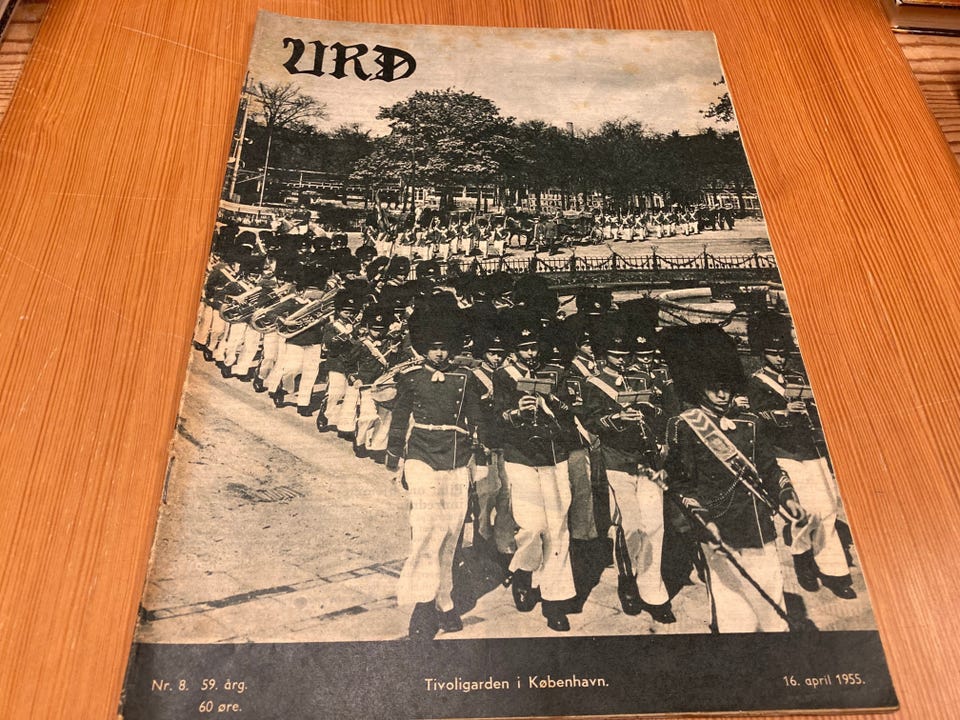 URD
Nr. 8. 59. årg.
60 øre.
Tivoligarden i København.
16. april 1955.